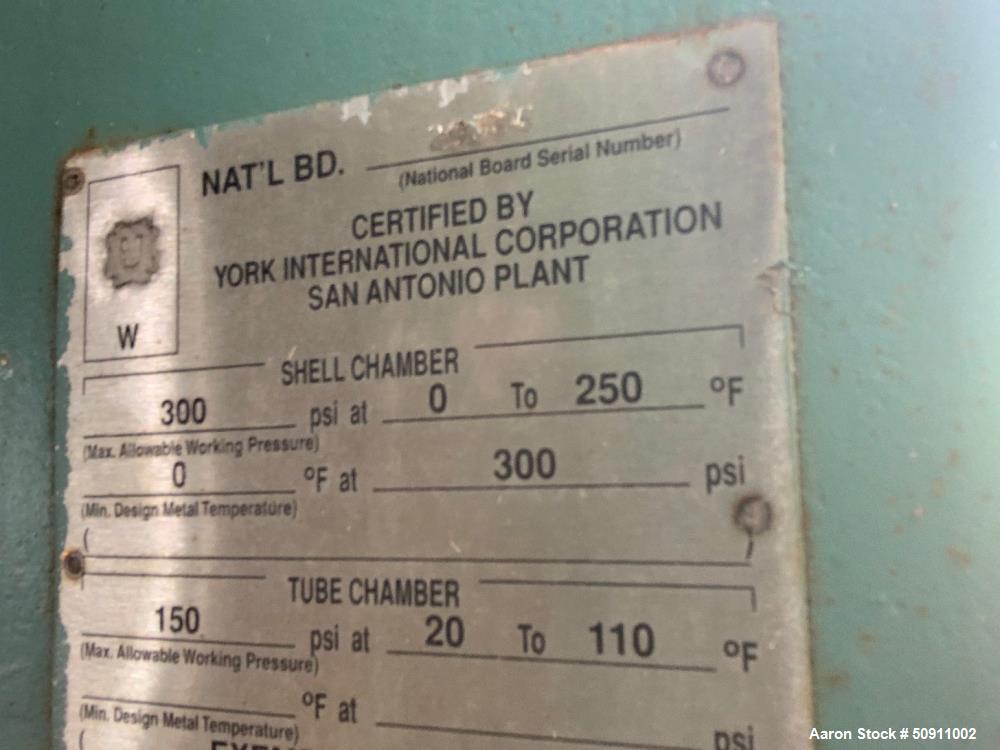 NAT'L BD.
(National Board Serial Number)
CERTIFIED BY
YORK INTERNATIONAL CORPORATION
SAN ANTONIO PLANT
W
SHELL CHAMBER
300 psi at 0 To 250 °F
(Max. Allowable Working Pressure)
0 °F at 300 psi
(Min. Design Metal Temperature)
(
)
TUBE CHAMBER
150 psi at 20 To 110 °F
(Max. Allowable Working Pressure)
°F at psi
(Min. Design Metal Temperature)
(
Aaron Stock # 50911002